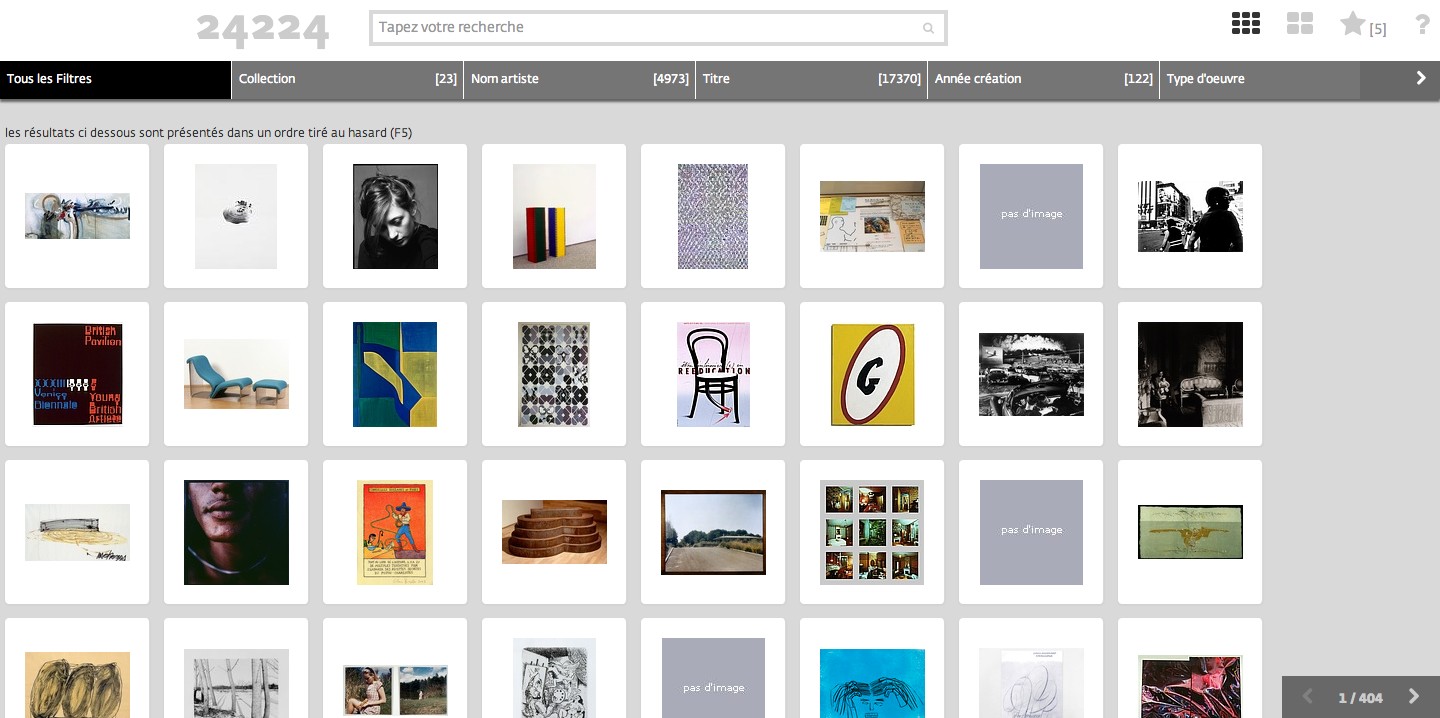 24224
Tapez votre recherche
[5]
?
Tous les Filtres
Collection [23]
Nom artiste [4973]
Titre [17370]
Année création [122]
Type d'oeuvre
les résultats ci dessous sont présentés dans un ordre tiré au hasard (F5)
pas d'image
British
Pavilion
XXXIII
Venice
Biennale
Young
British
Artists
REEDUCATION
G
pas d'image
pas d'image
1 / 404